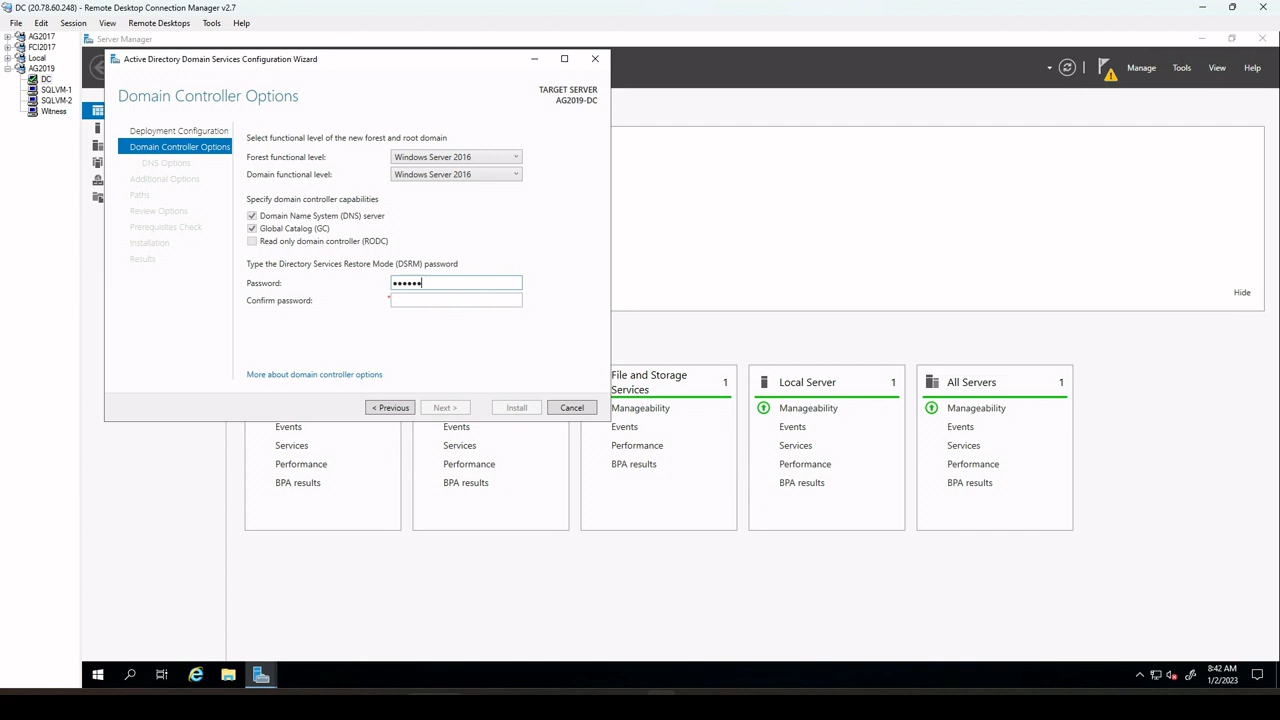 DC (20.78.60.248) - Remote Desktop Connection Manager v2.7
File Edit Session View Remote Desktops Tools Help
AG2017
FCI2017
Local
AG2019
DC
SQLVM-1
SQLVM-2
Witness
Server Manager
Manage Tools View Help
Active Directory Domain Services Configuration Wizard
Domain Controller Options
TARGET SERVER
AG2019-DC
Deployment Configuration
Domain Controller Options
DNS Options
Additional Options
Paths
Review Options
Prerequisites Check
Installation
Results
Select functional level of the new forest and root domain
Forest functional level: Windows Server 2016
Domain functional level: Windows Server 2016
Specify domain controller capabilities
Domain Name System (DNS) server
Global Catalog (GC)
Read only domain controller (RODC)
Type the Directory Services Restore Mode (DSRM) password
Password: ••••••
Confirm password: *
More about domain controller options
< Previous Next > Install Cancel
Hide
Events
Services
Performance
BPA results
Events
Services
Performance
BPA results
File and Storage
Services 1
Manageability
Events
Services
Performance
BPA results
Local Server 1
Manageability
Events
Services
Performance
BPA results
All Servers 1
Manageability
Events
Services
Performance
BPA results
8:42 AM
1/2/2023